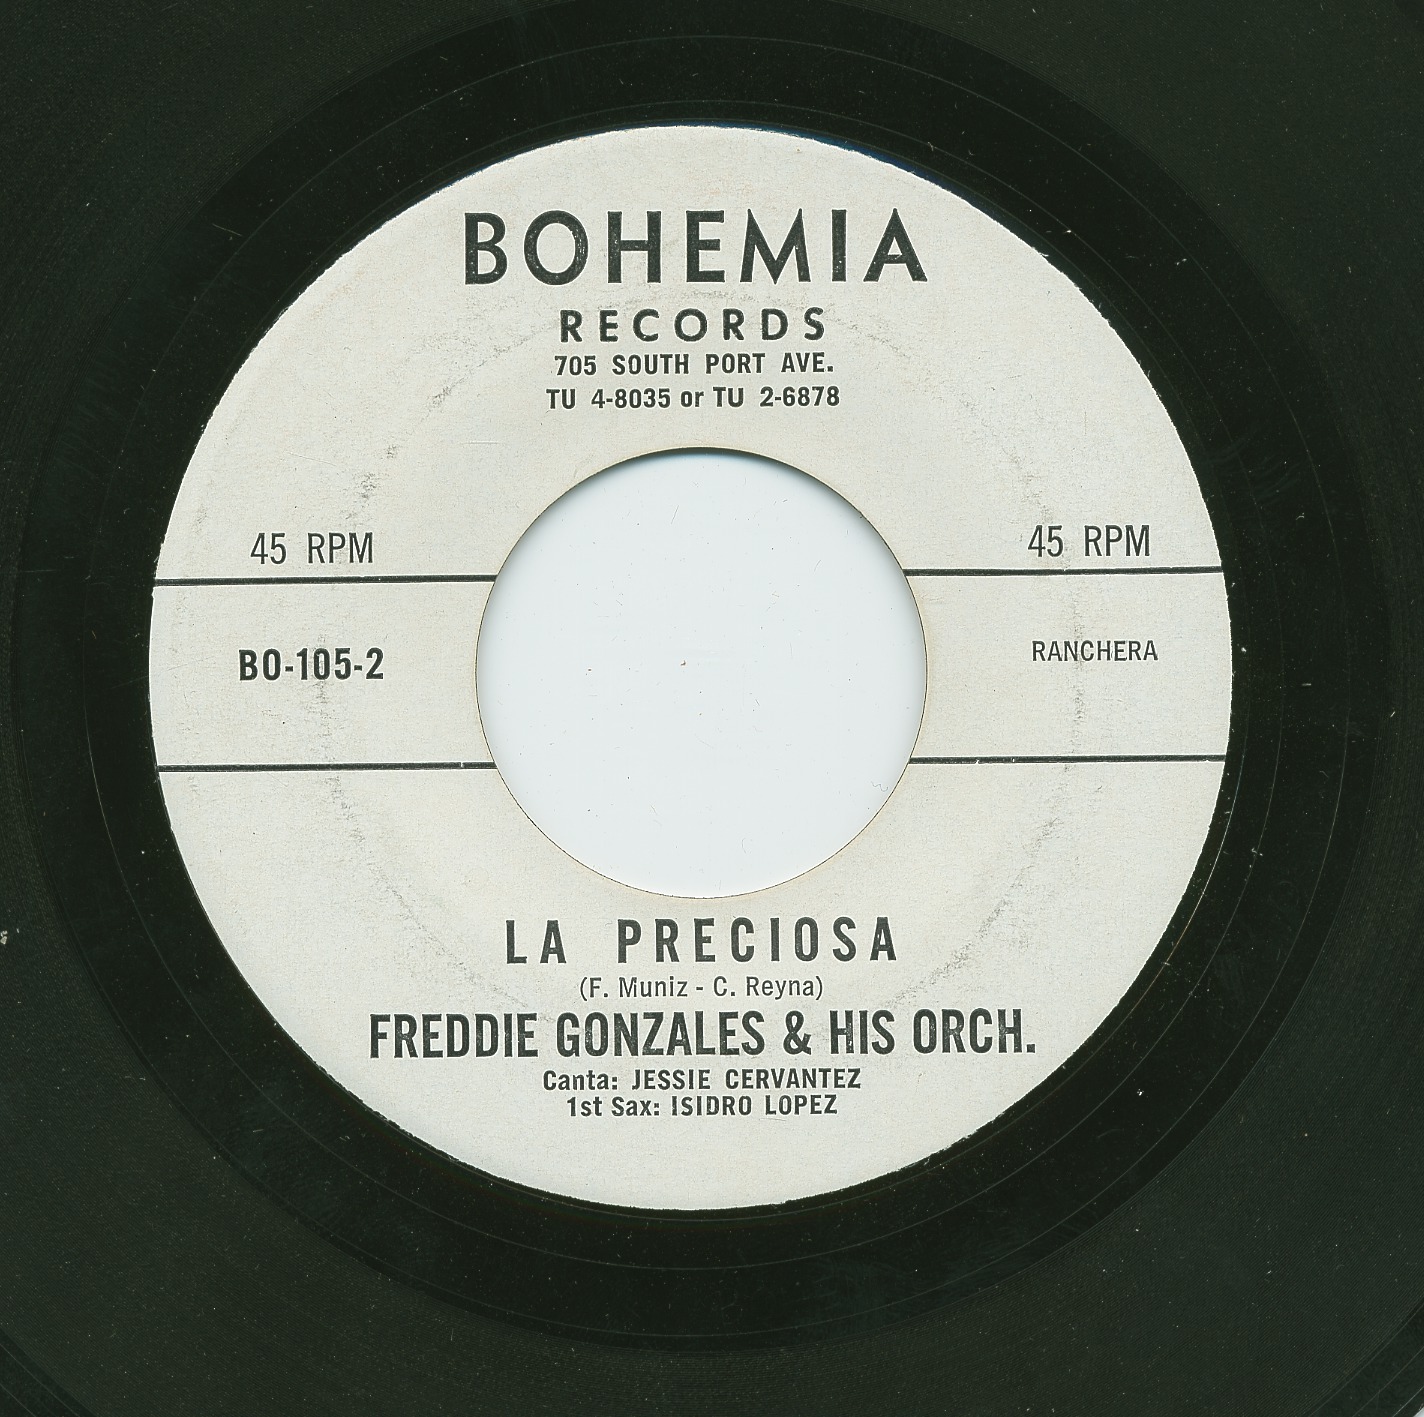 BOHEMIA
RECORDS
705 SOUTH PORT AVE.
TU 4-8035 or TU 2-6878
45 RPM
45 RPM
BO-105-2
RANCHERA
LA PRECIOSA
(F. Muniz - C. Reyna)
FREDDIE GONZALES & HIS ORCH.
Canta: JESSIE CERVANTEZ
1st Sax: ISIDRO LOPEZ